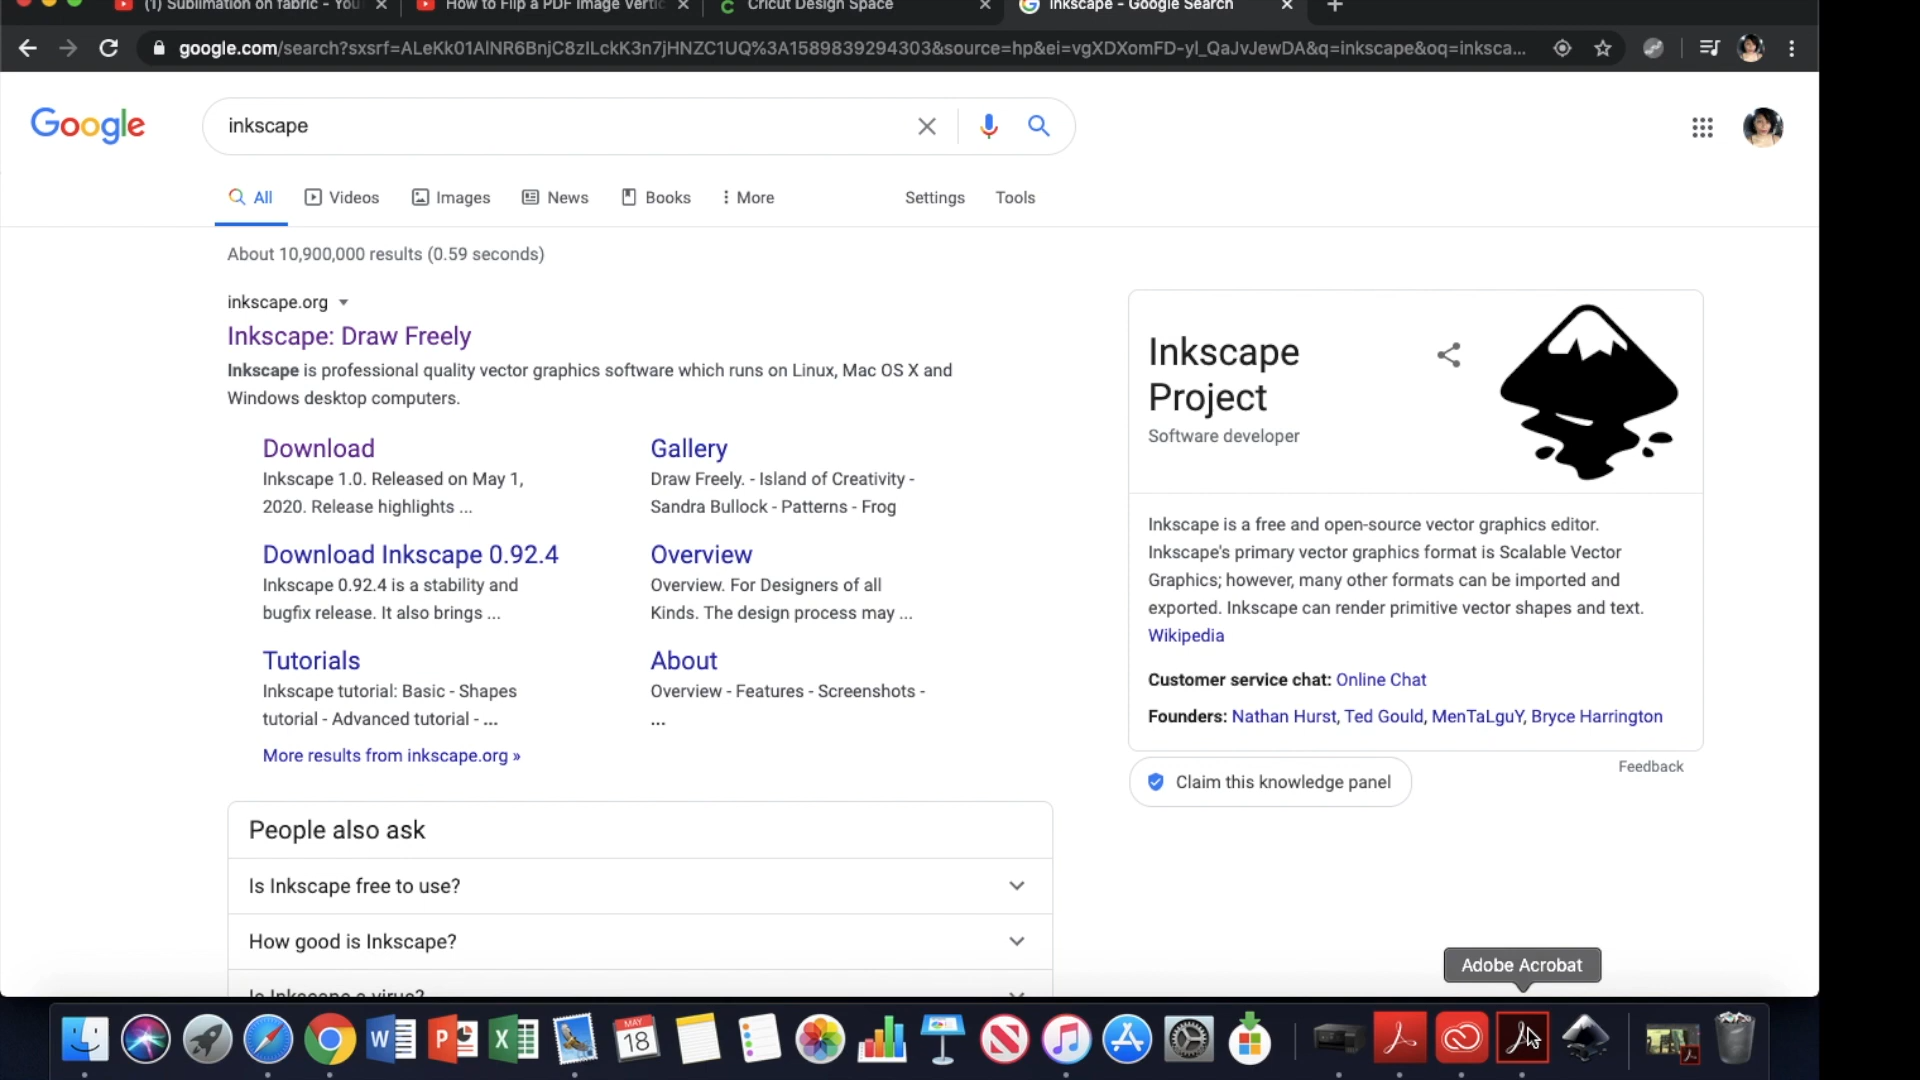 (1) Sublimation on fabric - You
How to Flip a PDF Image Vertic
Cricut Design Space
inkscape - Google Search
google.com/search?sxsrf=ALeKk01AlNR6BnjC8zILckK3n7jHNZC1UQ%3A1589839294303&source=hp&ei=vgXDXomFD-yl_QaJvJewDA&q=inkscape&oq=inksca...
Google
inkscape
All
Videos
Images
News
Books
More
Settings
Tools
About 10,900,000 results (0.59 seconds)
inkscape.org
Inkscape: Draw Freely
Inkscape is professional quality vector graphics software which runs on Linux, Mac OS X and
Windows desktop computers.
Download
Inkscape 1.0. Released on May 1,
2020. Release highlights ...
Gallery
Draw Freely. - Island of Creativity -
Sandra Bullock - Patterns - Frog
Download Inkscape 0.92.4
Inkscape 0.92.4 is a stability and
bugfix release. It also brings ...
Overview
Overview. For Designers of all
Kinds. The design process may ...
Tutorials
Inkscape tutorial: Basic - Shapes
tutorial - Advanced tutorial - ...
About
Overview - Features - Screenshots -
...
More results from inkscape.org »
People also ask
Is Inkscape free to use?
How good is Inkscape?
Is Inkscape a virus?
Inkscape
Project
Software developer
Inkscape is a free and open-source vector graphics editor.
Inkscape's primary vector graphics format is Scalable Vector
Graphics; however, many other formats can be imported and
exported. Inkscape can render primitive vector shapes and text.
Wikipedia
Customer service chat: Online Chat
Founders: Nathan Hurst, Ted Gould, MenTaLguY, Bryce Harrington
Feedback
Claim this knowledge panel
Adobe Acrobat
W
P
X
MAY
18